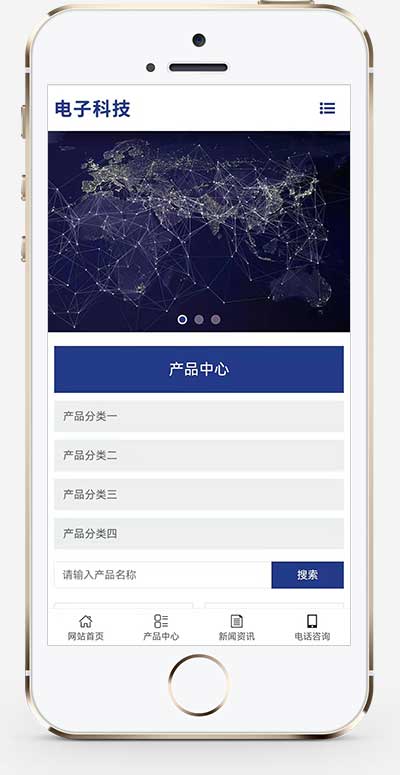 电子科技
产品中心
产品分类一
产品分类二
产品分类三
产品分类四
请输入产品名称 搜索
网站首页 产品中心 新闻资讯 电话咨询